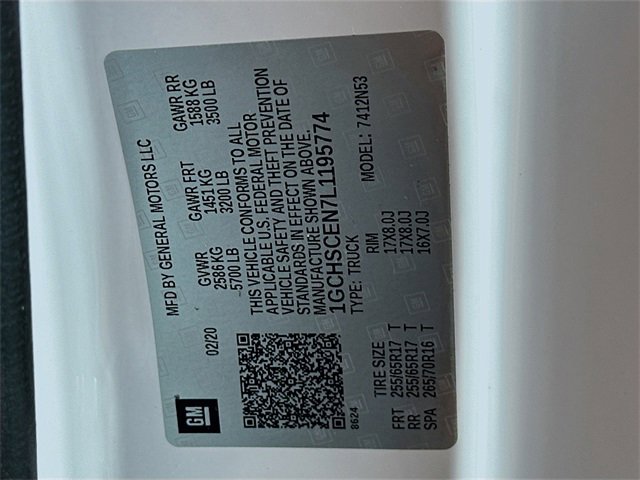 GM
MFD BY GENERAL MOTORS LLC
02/20
GVWR GAWR FRT GAWR RR
2586 KG 1451 KG 1588 KG
5700 LB 3200 LB 3500 LB
THIS VEHICLE CONFORMS TO ALL
APPLICABLE U.S. FEDERAL MOTOR
VEHICLE SAFETY AND THEFT PREVENTION
STANDARDS IN EFFECT ON THE DATE OF
MANUFACTURE SHOWN ABOVE.
1GCHSCEN7L1195774
8624 TYPE: TRUCK MODEL: 7412N53
TIRE SIZE RIM
FRT 255/65R17 T 17X8.0J
RR 255/65R17 T 17X8.0J
SPA 265/70R16 T 16X7.0J